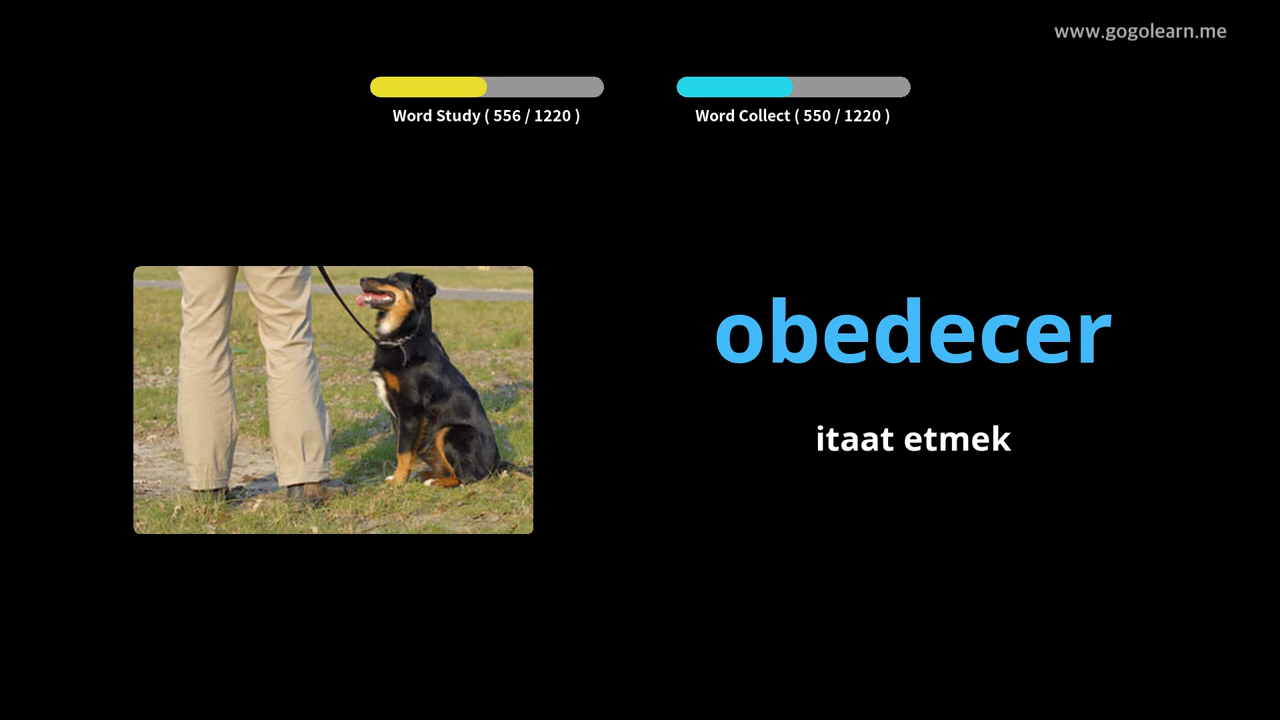 www.gogolearn.me
Word Study ( 556 / 1220 )
Word Collect ( 550 / 1220 )
obedecer
itaat etmek